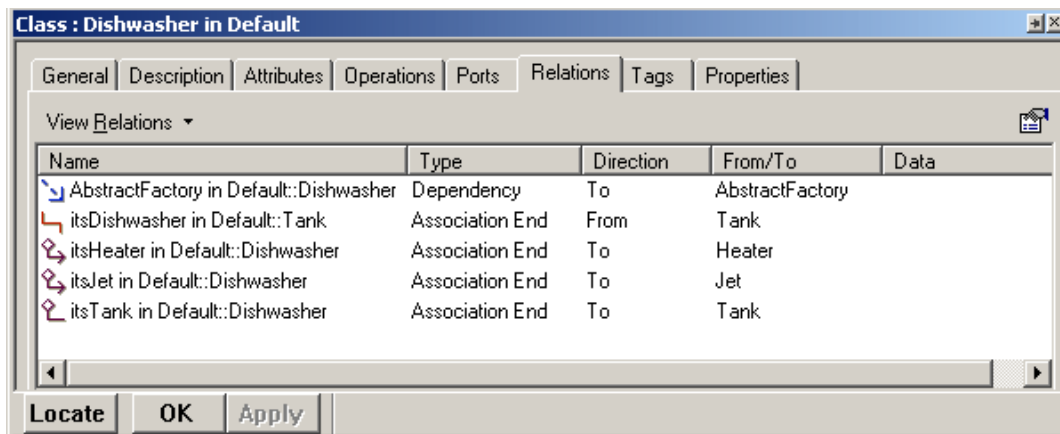 Class : Dishwasher in Default
General Description Attributes Operations Ports Relations Tags Properties
View Relations
Name Type Direction From/To Data
AbstractFactory in Default::Dishwasher Dependency To AbstractFactory
itsDishwasher in Default::Tank Association End From Tank
itsHeater in Default::Dishwasher Association End To Heater
itsJet in Default::Dishwasher Association End To Jet
itsTank in Default::Dishwasher Association End To Tank
Locate OK Apply